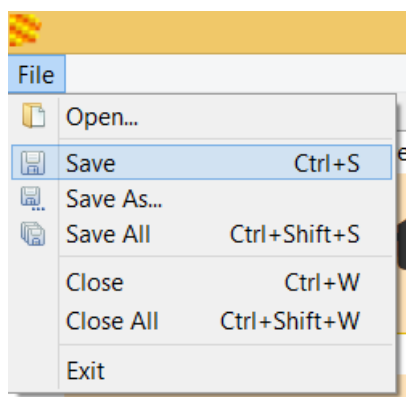 File
Open...
Save Ctrl+S
Save As...
Save All Ctrl+Shift+S
Close Ctrl+W
Close All Ctrl+Shift+W
Exit